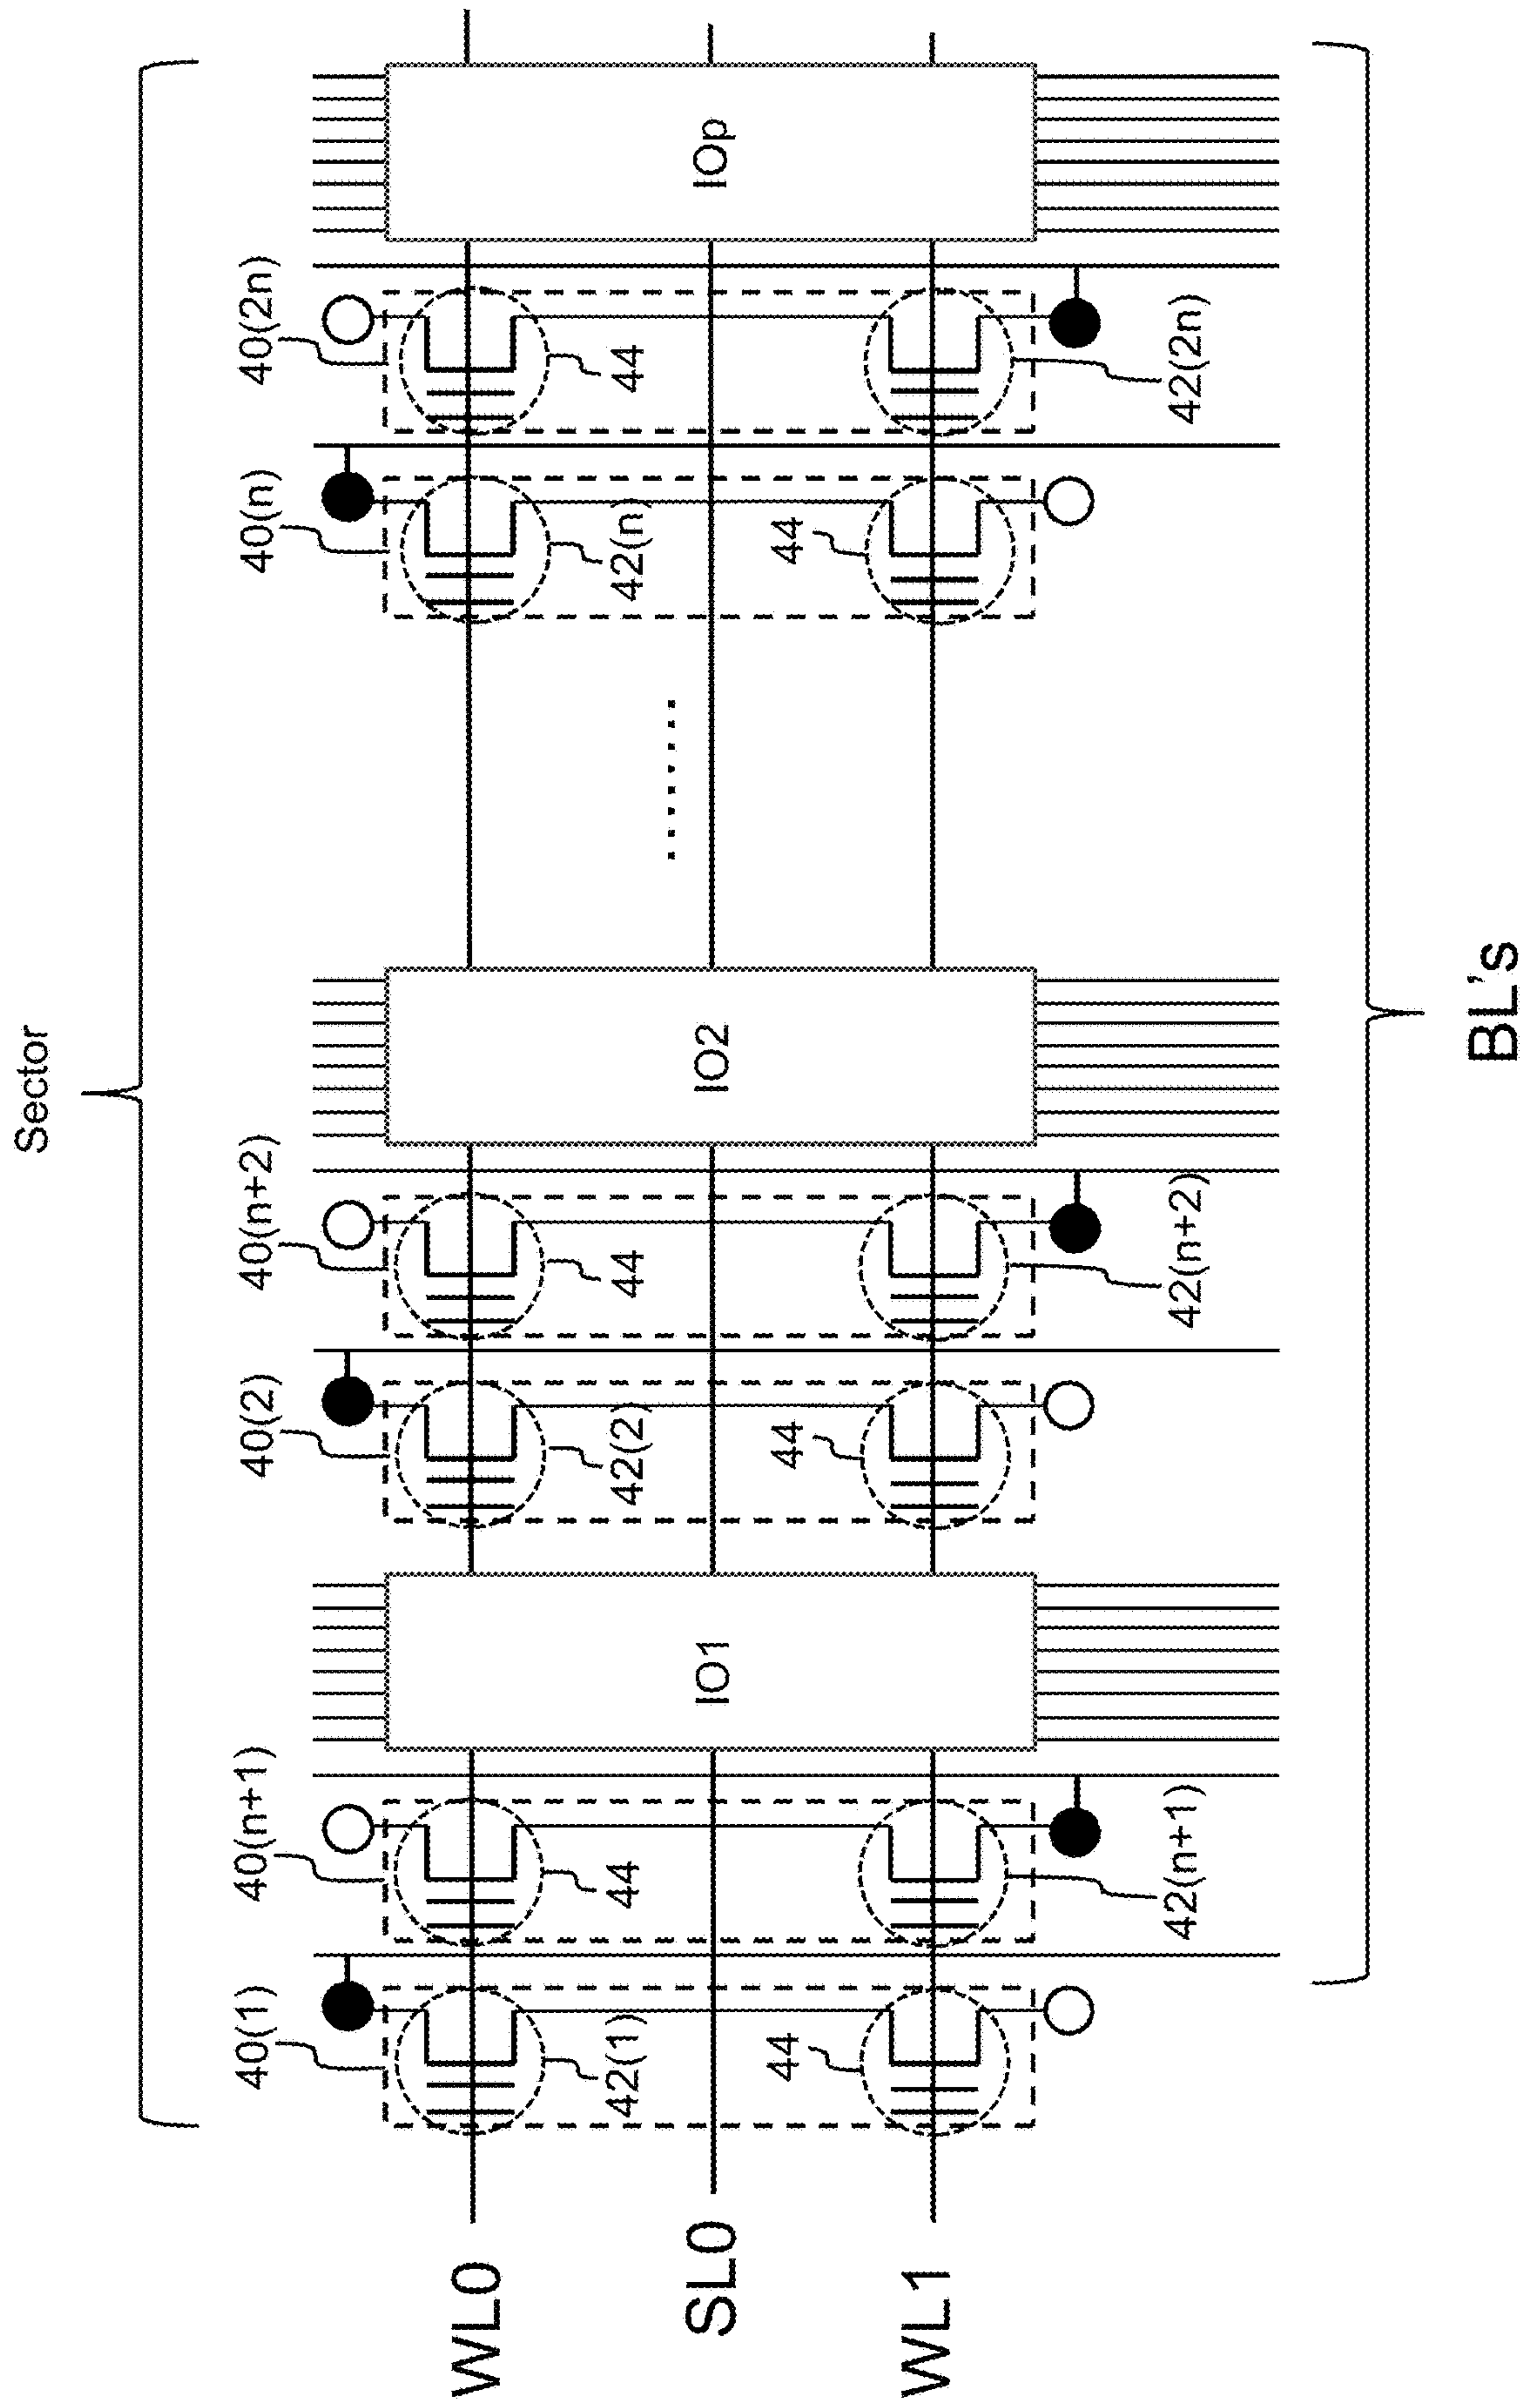 Sector
40(1)
40(n+1)
40(2)
40(n+2)
40(n)
40(2n)
WL0
42(1)
44
42(2)
44
42(n)
44
SL0
IO1
IO2
.......
IOp
44
44
44
WL1
42(n+1)
42(n+2)
42(2n)
BL's